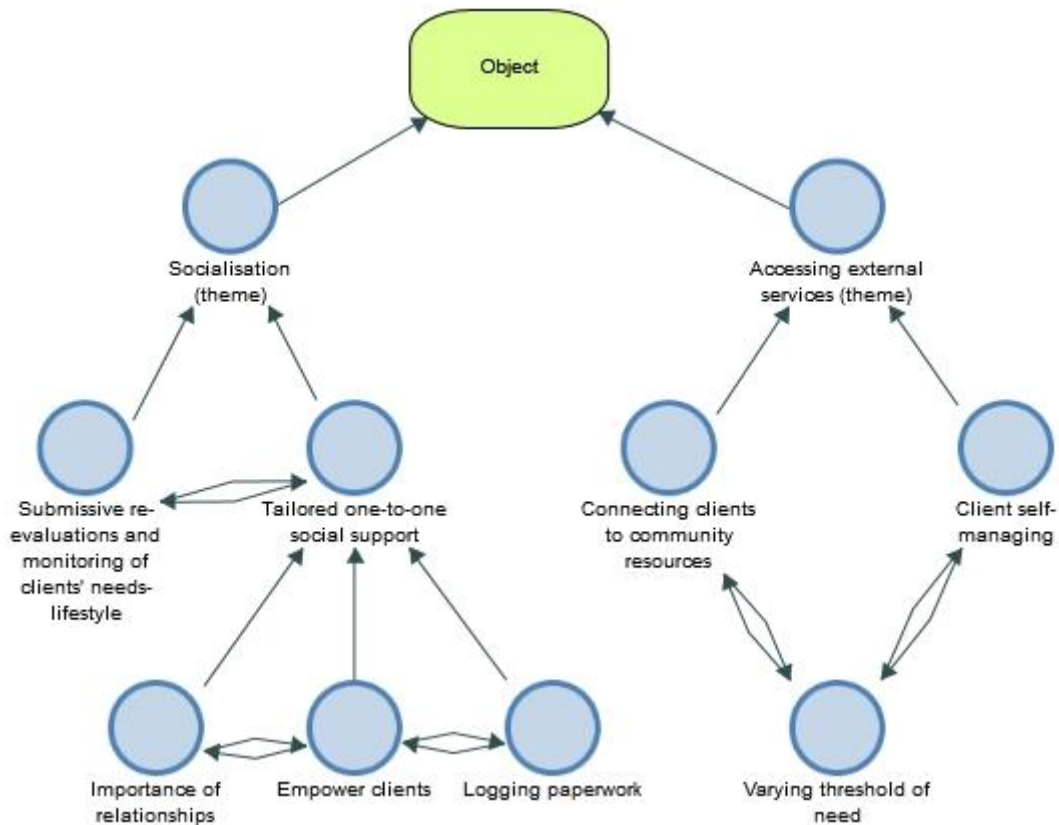 Object
Socialisation
(theme)
Accessing external
services (theme)
Submissive re-
evaluations and
monitoring of
clients' needs-
lifestyle
Tailored one-to-one
social support
Connecting clients
to community
resources
Client self-
managing
Importance of
relationships
Empower clients
Logging paperwork
Varying threshold of
need